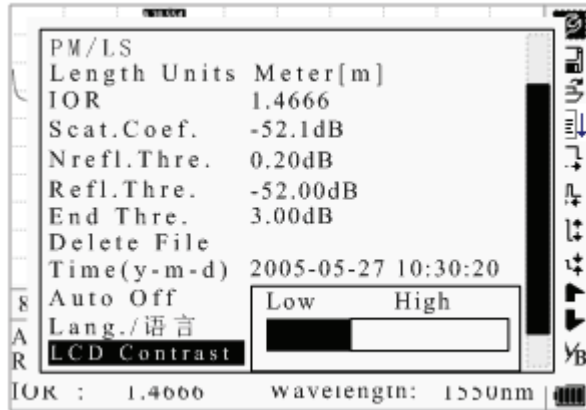 PM/LS
Length Units Meter[m]
IOR 1.4666
Scat.Coef. -52.1dB
Nrefl.Thre. 0.20dB
Refl.Thre. -52.00dB
End Thre. 3.00dB
Delete File
Time(y-m-d) 2005-05-27 10:30:20
Auto Off
Low High
Lang./语言
LCD Contrast
8
A
R
IOR : 1.4666 Wavelength: 1550nm